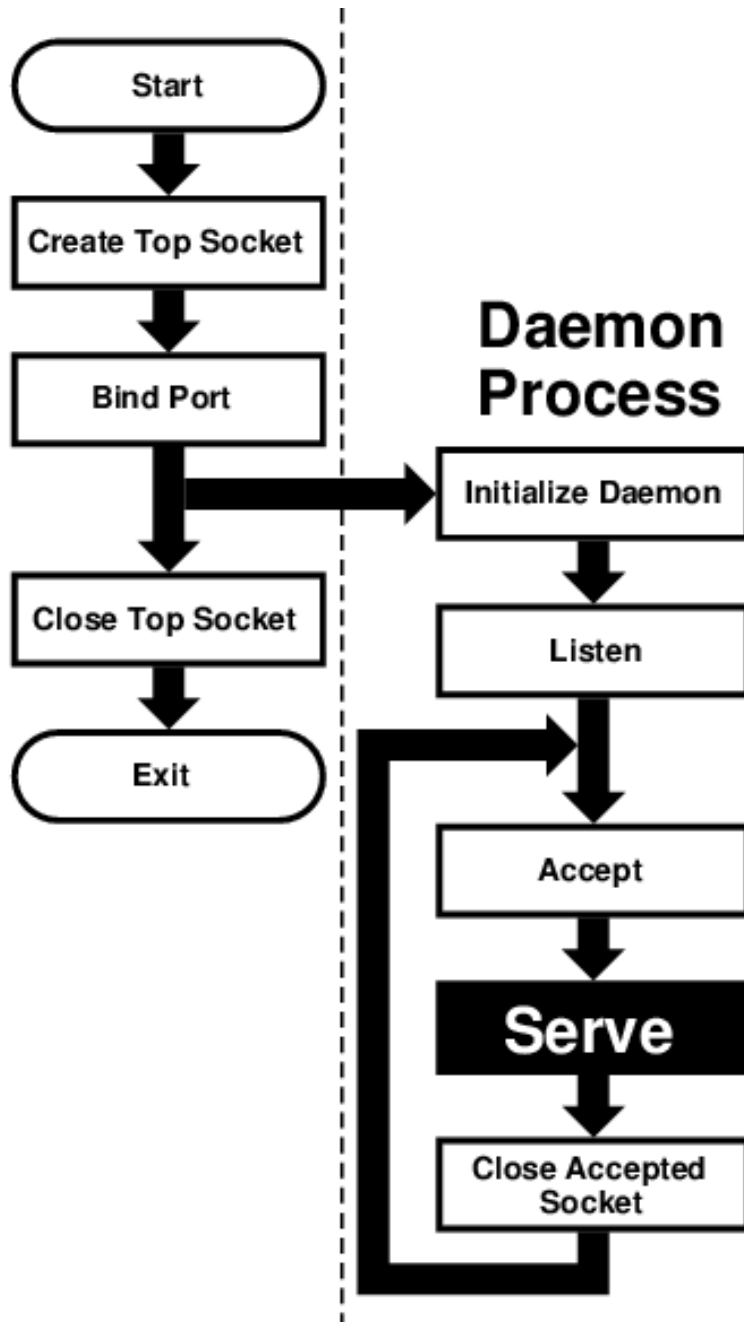 Start
Create Top Socket
Bind Port
Close Top Socket
Exit
Daemon
Process
Initialize Daemon
Listen
Accept
Serve
Close Accepted
Socket